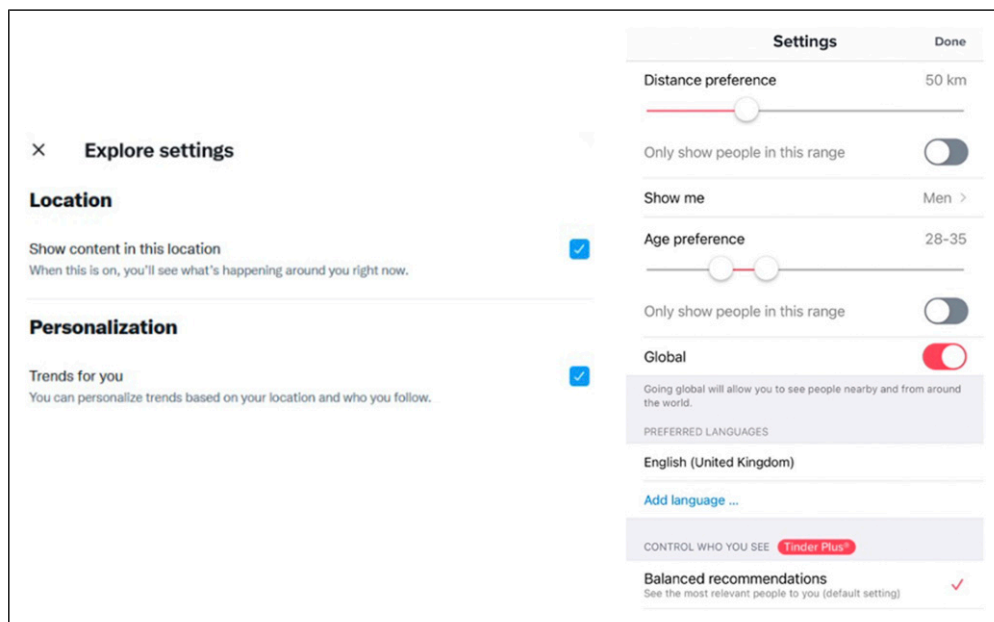 Explore settings
Location
Show content in this location
When this is on, you'll see what's happening around you right now.
Personalization
Trends for you
You can personalize trends based on your location and who you follow.
Settings Done
Distance preference 50 km
Only show people in this range
Show me Men >
Age preference 28-35
Only show people in this range
Global
Going global will allow you to see people nearby and from around
the world.
PREFERRED LANGUAGES
English (United Kingdom)
Add language ...
CONTROL WHO YOU SEE Tinder Plus®
Balanced recommendations
See the most relevant people to you (default setting)